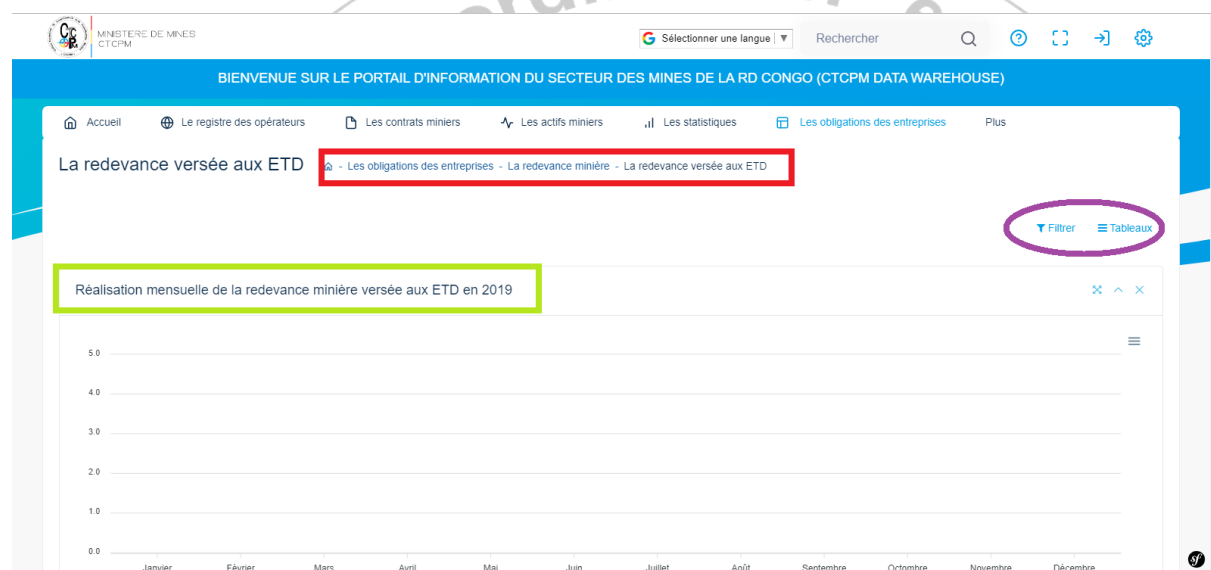 MINISTERE DE MINES
CTCPM
Sélectionner une langue
Rechercher
BIENVENUE SUR LE PORTAIL D'INFORMATION DU SECTEUR DES MINES DE LA RD CONGO (CTCPM DATA WAREHOUSE)
Accueil Le registre des opérateurs Les contrats miniers Les actifs miniers Les statistiques Les obligations des entreprises Plus
La redevance versée aux ETD - Les obligations des entreprises - La redevance minière - La redevance versée aux ETD
Filtrer Tableaux
Réalisation mensuelle de la redevance minière versée aux ETD en 2019
5.0
4.0
3.0
2.0
1.0
0.0
Janvier Février Mars Avril Mai Juin Juillet Août Septembre Octombre Novembre Décembre